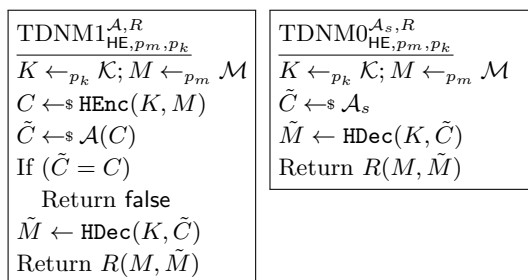 TDNM1^{𝒜,R}_{HE,p_m,p_k}
K ←_{p_k} 𝒦; M ←_{p_m} ℳ
C ←$ HEnc(K, M)
C̃ ←$ 𝒜(C)
If (C̃ = C)
Return false
M̃ ← HDec(K, C̃)
Return R(M, M̃)
TDNM0^{𝒜_s,R}_{HE,p_m,p_k}
K ←_{p_k} 𝒦; M ←_{p_m} ℳ
C̃ ←$ 𝒜_s
M̃ ← HDec(K, C̃)
Return R(M, M̃)